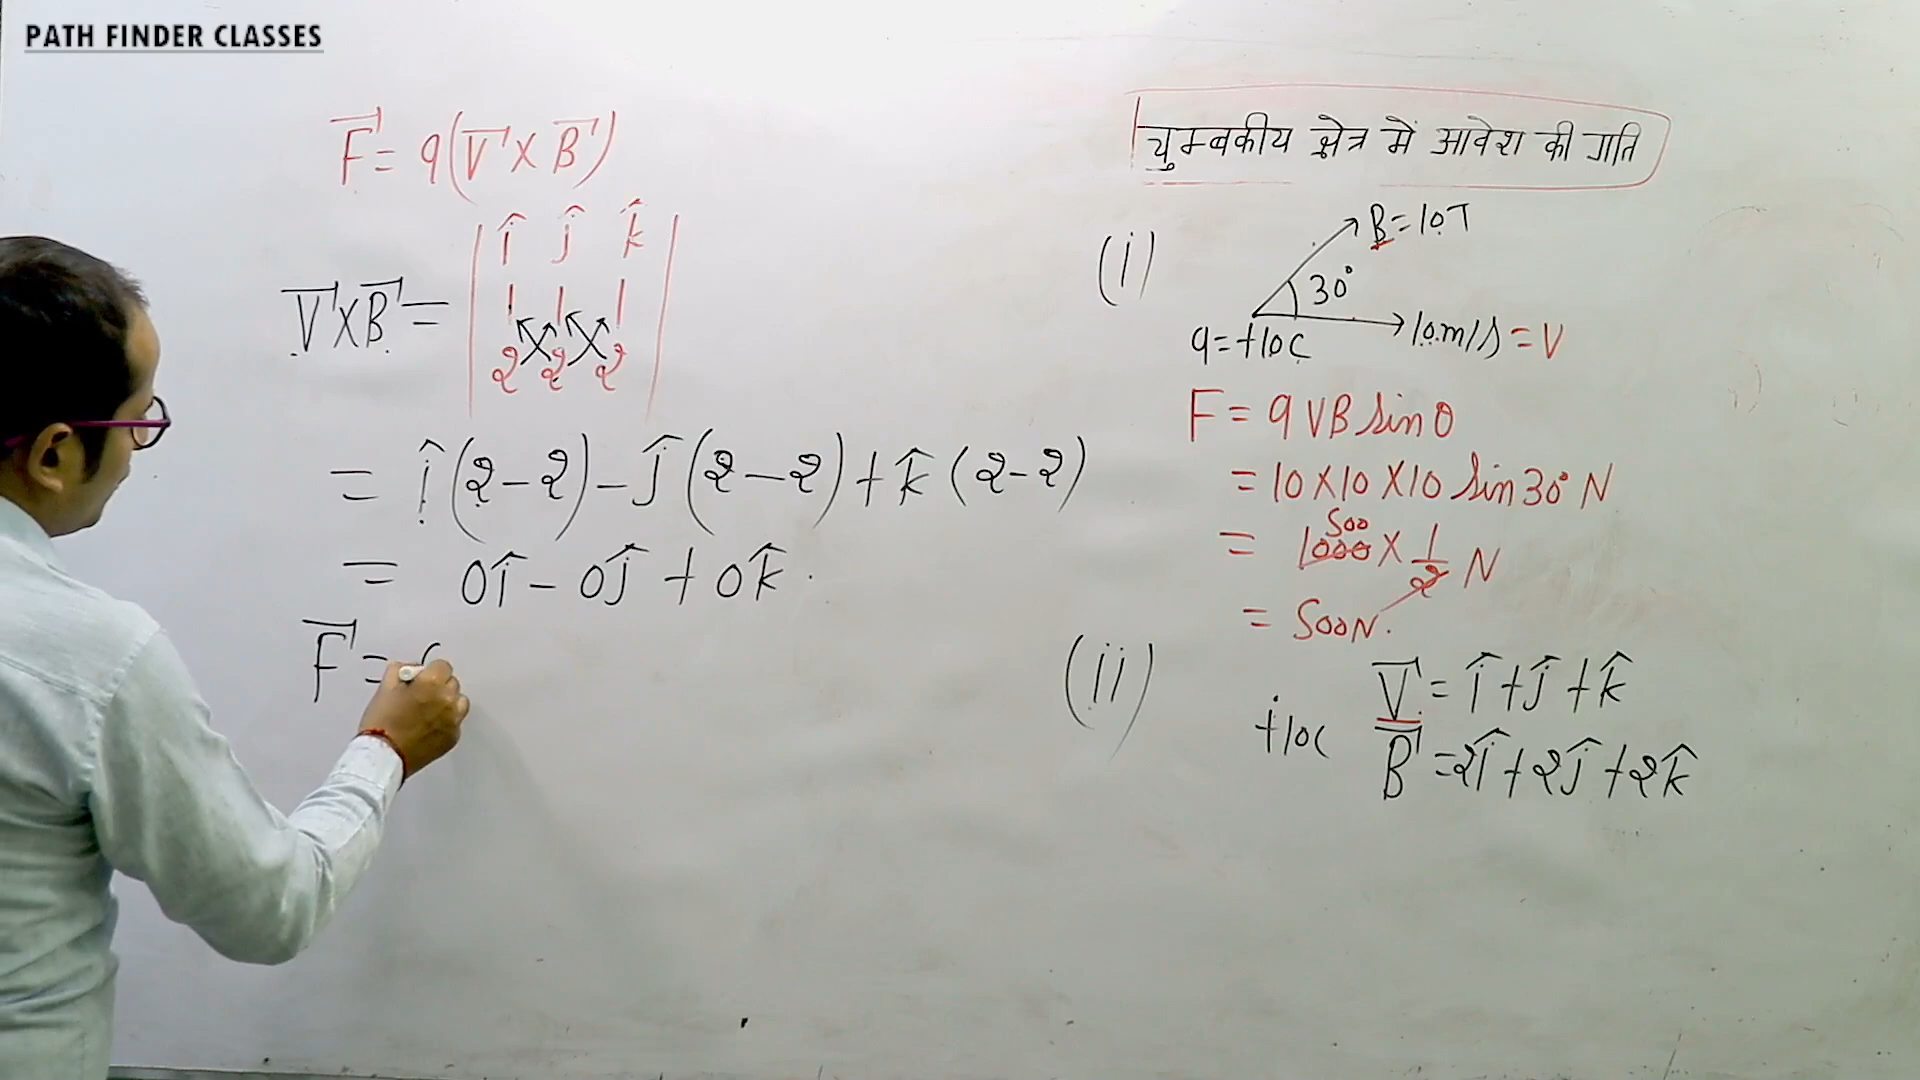 PATH FINDER CLASSES
F⃗ = q(V⃗ × B⃗)
V⃗×B⃗ = | î ĵ k̂ |
1 1 1
2 2 2
= î(2-2) - ĵ(2-2) + k̂(2-2)
= 0î - 0ĵ + 0k̂.
F⃗ =
चुम्बकीय क्षेत्र में आवेश की गति
(i)
B = 10T
30°
q = +10C
10m/s = V
F = qVB sin θ
= 10 × 10 × 10 sin 30° N
500
= 1000 × 1/2 N
= 500N.
(ii)
V⃗ = î + ĵ + k̂
+10C
B⃗ = 2î + 2ĵ + 2k̂